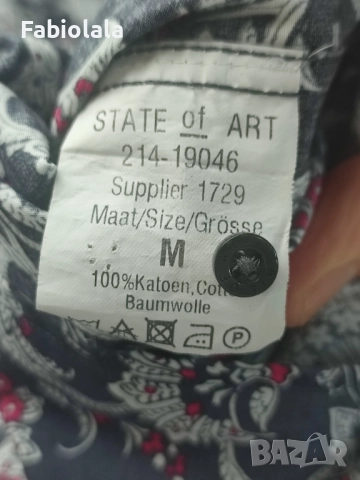 Fabiolala
STATE of ART
214-19046
Supplier 1729
Maat/Size/Grösse
M
100%Katoen,Cott
Baumwolle
P
BAZAR